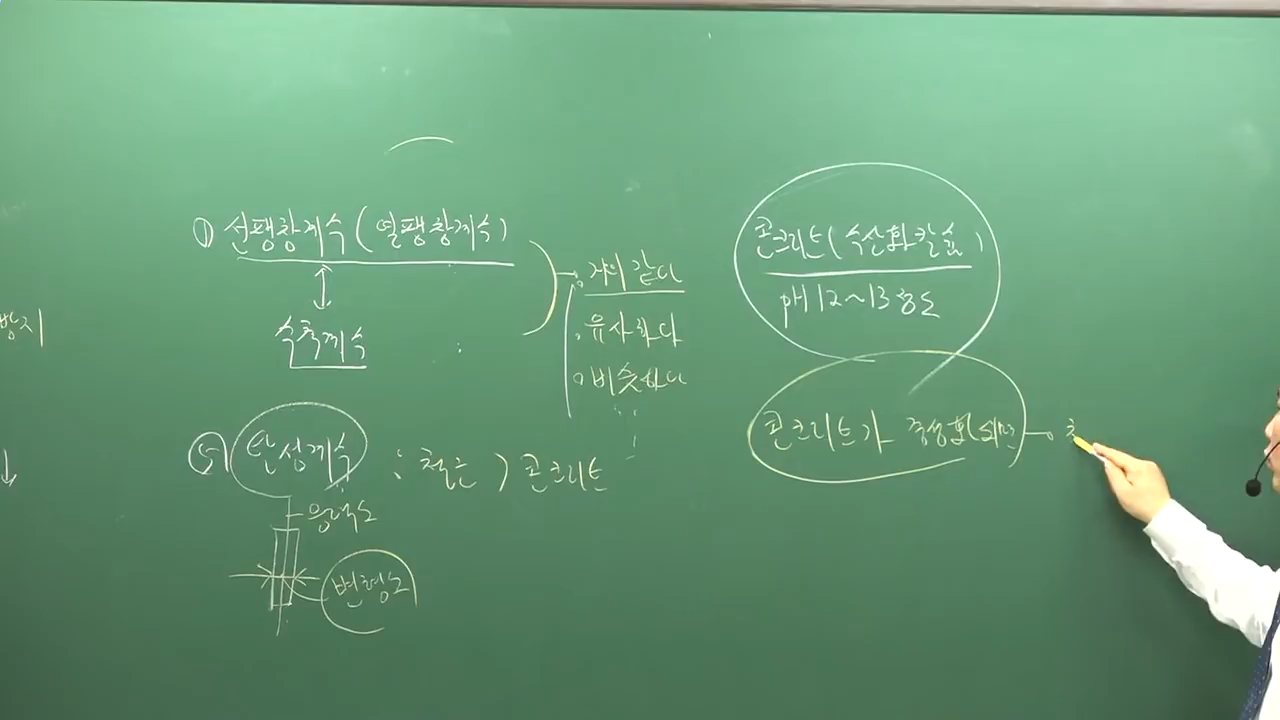 방지
① 선팽창계수 (열팽창계수)
↕
수축계수
거의 같다
유사하다
비슷하다
② 탄성계수 : 철근 > 콘크리트
응력도
변형도
콘크리트 (수산화칼슘)
pH 12~13 정도
콘크리트가 중성화되면